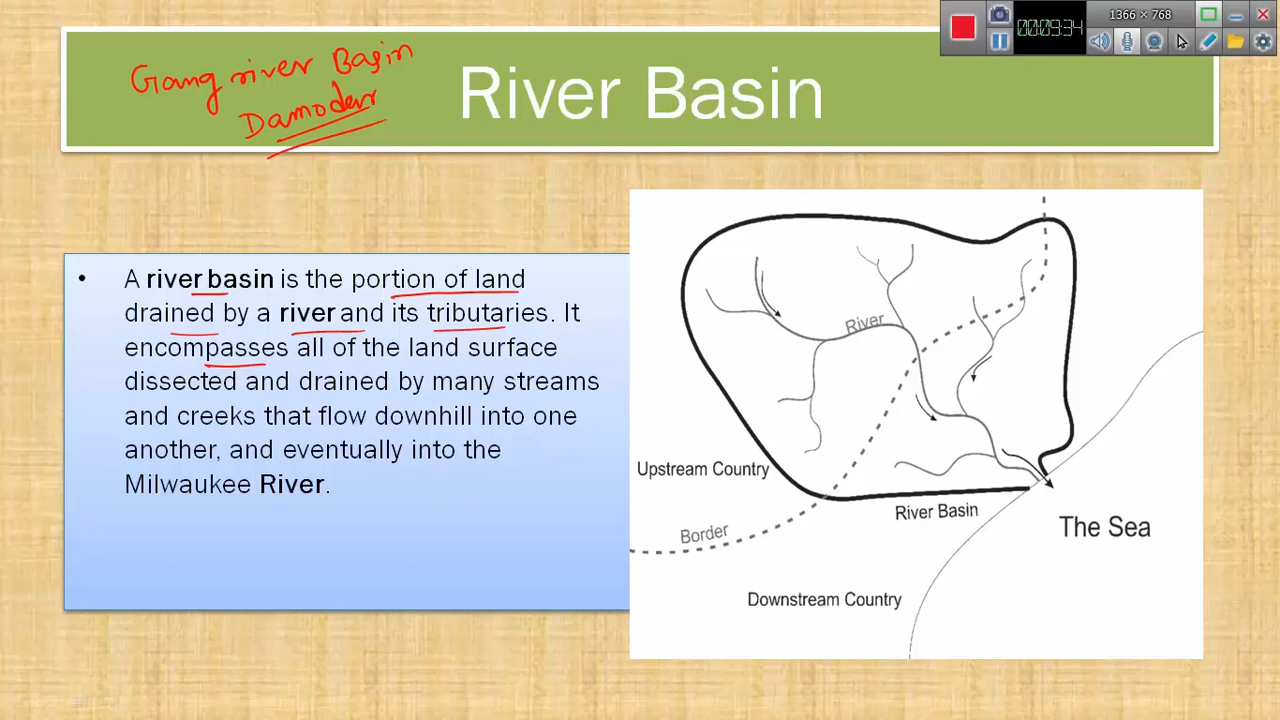 1366 × 768
00:09:34
Gang river Basin
Damoder
River Basin
• A river basin is the portion of land
drained by a river and its tributaries. It
encompasses all of the land surface
dissected and drained by many streams
and creeks that flow downhill into one
another, and eventually into the
Milwaukee River.
River
Upstream Country
River Basin
Border
The Sea
Downstream Country